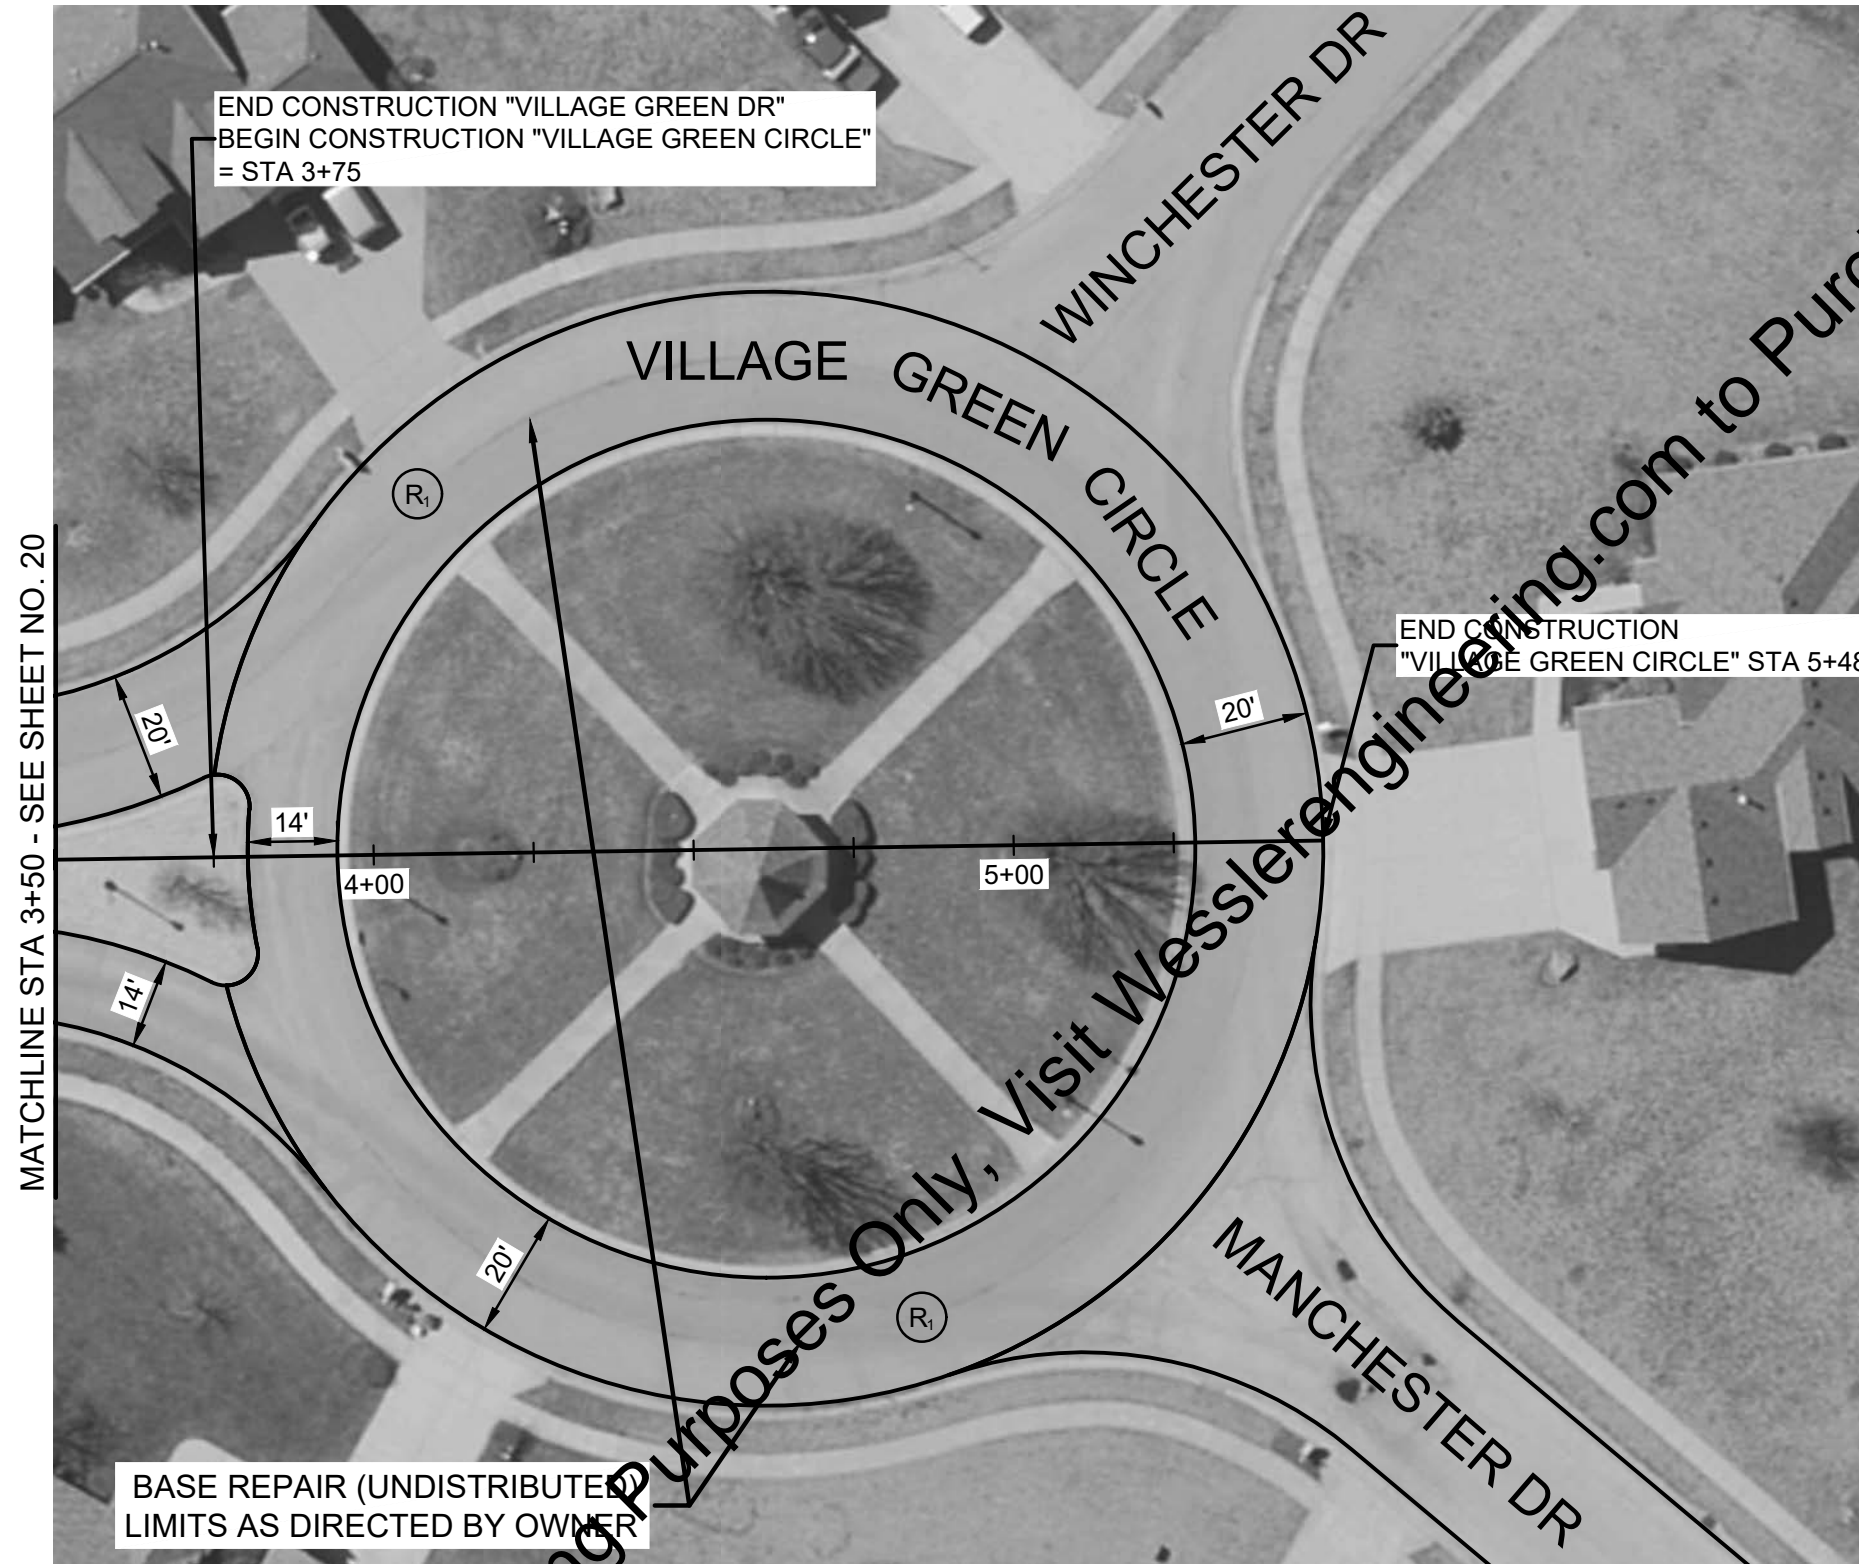 END CONSTRUCTION "VILLAGE GREEN DR"
BEGIN CONSTRUCTION "VILLAGE GREEN CIRCLE"
= STA 3+75
WINCHESTER DR
VILLAGE GREEN CIRCLE
R1
MATCHLINE STA 3+50 - SEE SHEET NO. 20
END CONSTRUCTION
"VILLAGE GREEN CIRCLE" STA 5+48
20'
20'
14'
4+00
5+00
14'
20'
R1
MANCHESTER DR
BASE REPAIR (UNDISTRIBUTED)
LIMITS AS DIRECTED BY OWNER
Purposes Only, Visit Wesslerengineering.com to